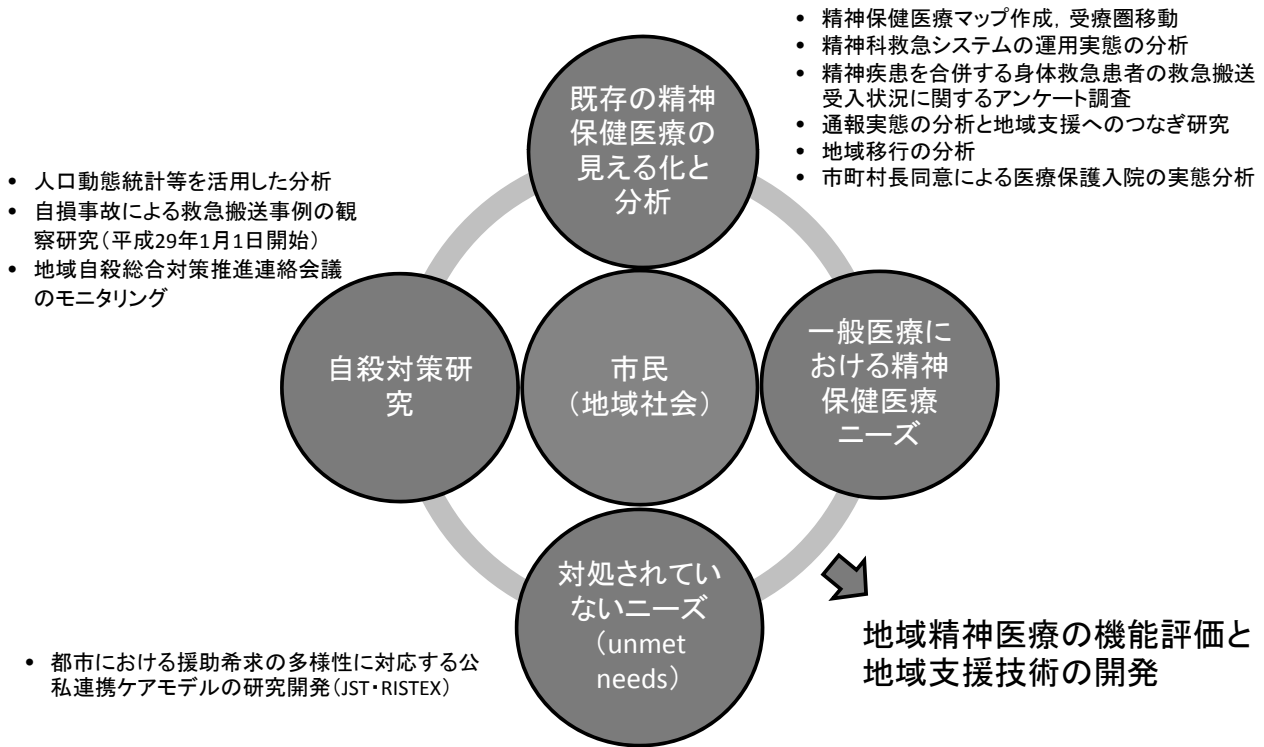 • 精神保健医療マップ作成，受療圏移動
• 精神科救急システムの運用実態の分析
• 精神疾患を合併する身体救急患者の救急搬送
受入状況に関するアンケート調査
• 通報実態の分析と地域支援へのつなぎ研究
• 地域移行の分析
• 市町村長同意による医療保護入院の実態分析
既存の精神
保健医療の
見える化と
分析
• 人口動態統計等を活用した分析
• 自損事故による救急搬送事例の観
察研究（平成29年1月1日開始）
• 地域自殺総合対策推進連絡会議
のモニタリング
自殺対策研
究
市民
（地域社会）
一般医療に
おける精神
保健医療
ニーズ
対処されてい
ないニーズ
（unmet
needs）
• 都市における援助希求の多様性に対応する公
私連携ケアモデルの研究開発（JST・RISTEX）
地域精神医療の機能評価と
地域支援技術の開発